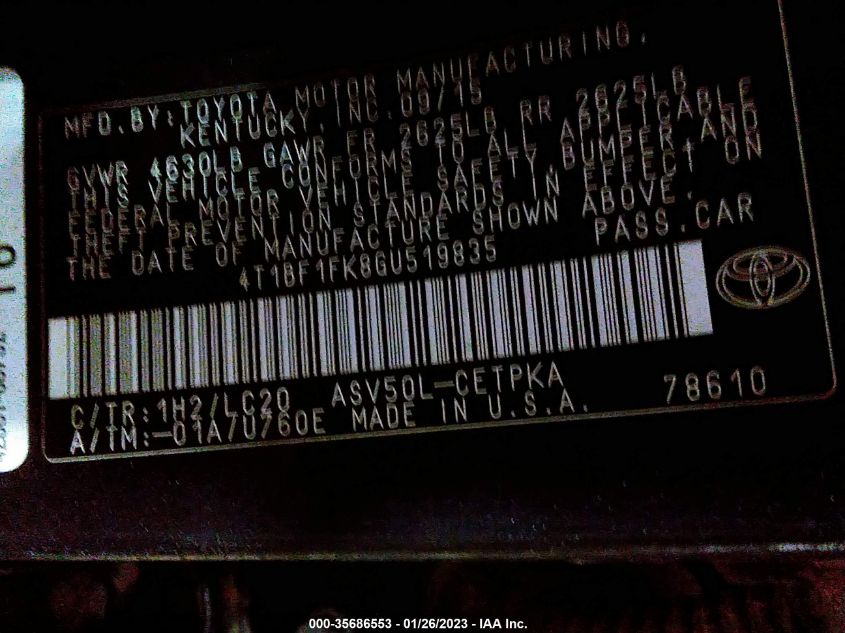 MFD. BY: TOYOTA MOTOR MANUFACTURING,
KENTUCKY, INC. 09/15
GVWR 4630LB GAWR FR 2625LB RR 2625LB
THIS VEHICLE CONFORMS TO ALL APPLICABLE
FEDERAL MOTOR VEHICLE SAFETY, BUMPER, AND
THEFT PREVENTION STANDARDS IN EFFECT ON
THE DATE OF MANUFACTURE SHOWN ABOVE.
4T1BF1FK8GU519835 PASS. CAR
C/TR: 1H2/LC20 ASV50L-CETPKA 78610
A/TM: -01A/U760E MADE IN U.S.A.
10
000-35686553 - 01/26/2023 - IAA Inc.